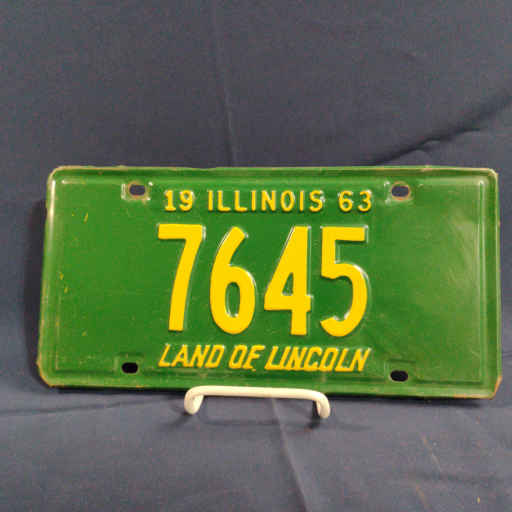 19 ILLINOIS 63
7645
LAND OF LINCOLN